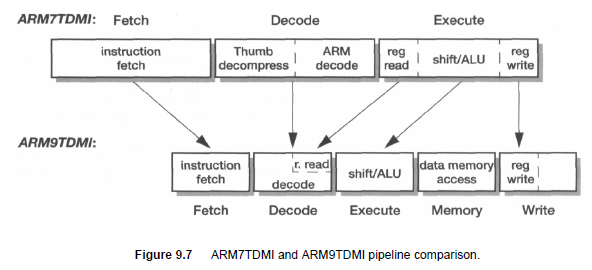 ARM7TDMI: Fetch Decode Execute
instruction fetch
Thumb decompress
ARM decode
reg read
shift/ALU
reg write
ARM9TDMI:
instruction fetch
r. read
decode
shift/ALU
data memory access
reg write
Fetch Decode Execute Memory Write
Figure 9.7 ARM7TDMI and ARM9TDMI pipeline comparison.